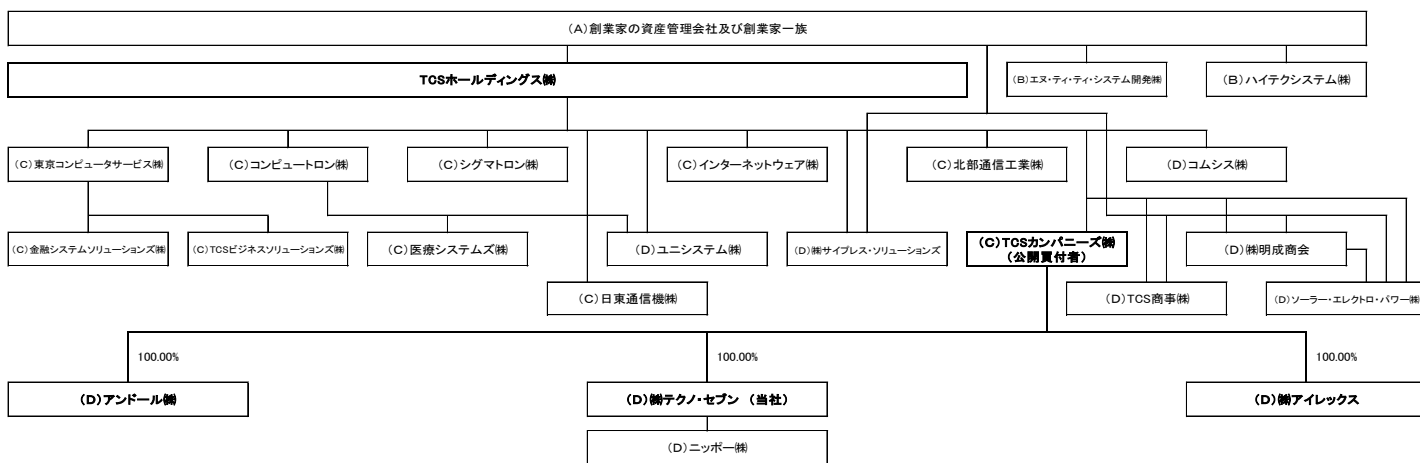 (A)創業家の資産管理会社及び創業家一族
TCSホールディングス㈱
(B)エヌ・ティ・ティ・システム開発㈱
(B)ハイテクシステム㈱
(C)東京コンピュータサービス㈱
(C)コンピュートロン㈱
(C)シグマトロン㈱
(C)インターネットウェア㈱
(C)北部通信工業㈱
(D)コムシス㈱
(C)金融システムソリューションズ㈱
(C)TCSビジネスソリューションズ㈱
(C)医療システムズ㈱
(D)ユニシステム㈱
(D)㈱サイプレス・ソリューションズ
(C)TCSカンパニーズ㈱
(公開買付者)
(D)㈱明成商会
(C)日東通信機㈱
(D)TCS商事㈱
(D)ソーラー・エレクトロ・パワー㈱
100.00%
100.00%
100.00%
(D)アンドール㈱
(D)㈱テクノ・セブン (当社)
(D)㈱アイレックス
(D)ニッポー㈱